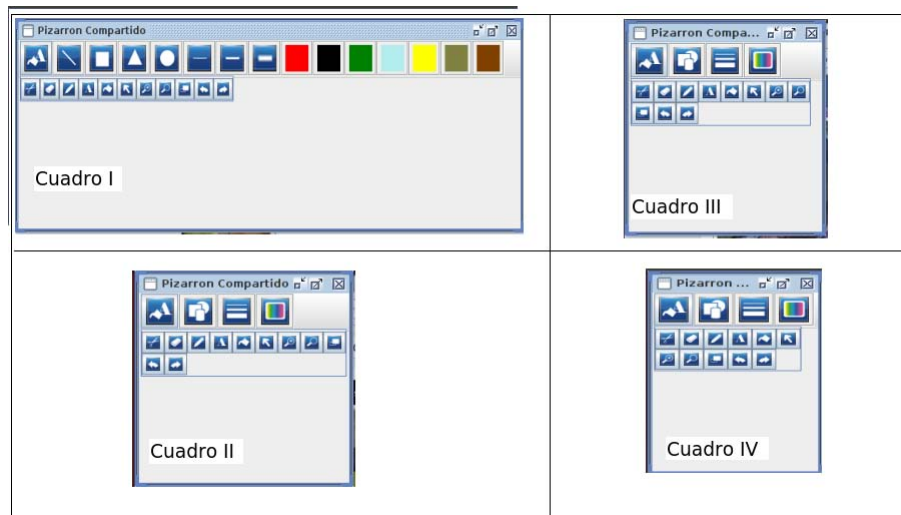 Pizarron Compartido
Cuadro I
Pizarron Compa...
Cuadro III
Pizarron Compartido
Cuadro II
Pizarron ...
Cuadro IV